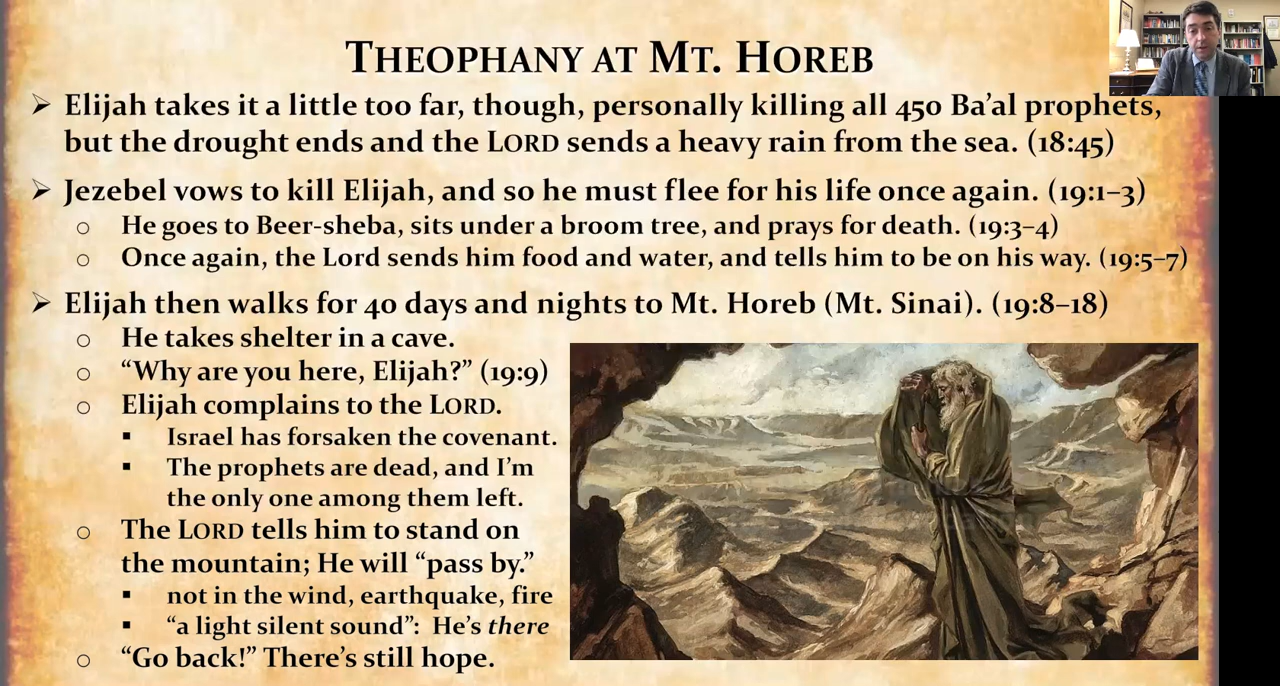 THEOPHANY AT MT. HOREB
➢ Elijah takes it a little too far, though, personally killing all 450 Ba’al prophets,
but the drought ends and the LORD sends a heavy rain from the sea. (18:45)
➢ Jezebel vows to kill Elijah, and so he must flee for his life once again. (19:1–3)
○ He goes to Beer-sheba, sits under a broom tree, and prays for death. (19:3–4)
○ Once again, the Lord sends him food and water, and tells him to be on his way. (19:5–7)
➢ Elijah then walks for 40 days and nights to Mt. Horeb (Mt. Sinai). (19:8–18)
○ He takes shelter in a cave.
○ “Why are you here, Elijah?” (19:9)
○ Elijah complains to the LORD.
▪ Israel has forsaken the covenant.
▪ The prophets are dead, and I’m
the only one among them left.
○ The LORD tells him to stand on
the mountain; He will “pass by.”
▪ not in the wind, earthquake, fire
▪ “a light silent sound”: He’s there
○ “Go back!” There’s still hope.